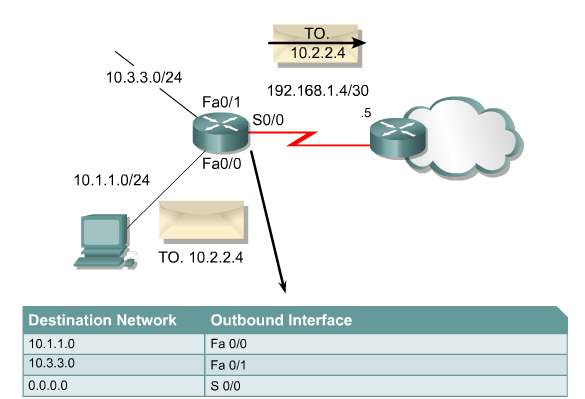 TO.
10.2.2.4
10.3.3.0/24
192.168.1.4/30
Fa0/1
S0/0
.5
Fa0/0
10.1.1.0/24
TO. 10.2.2.4
Destination Network Outbound Interface
10.1.1.0 Fa 0/0
10.3.3.0 Fa 0/1
0.0.0.0 S 0/0